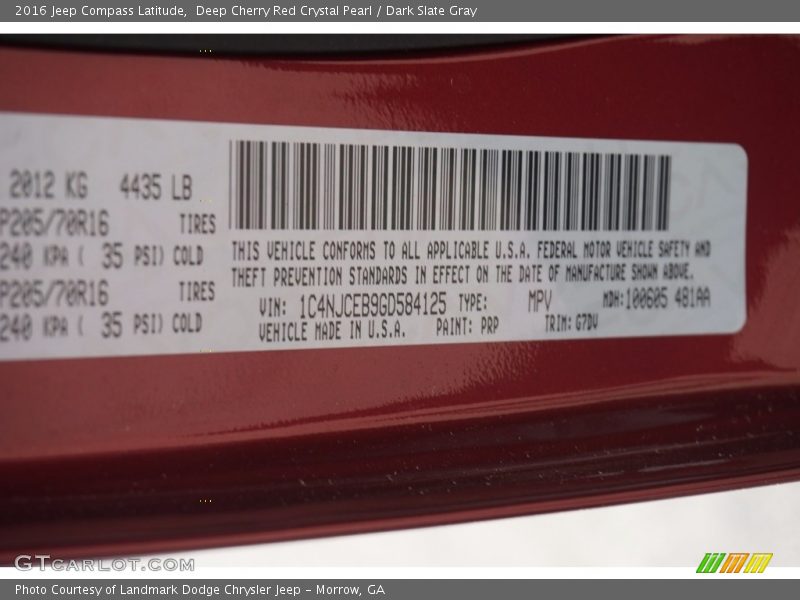 2016 Jeep Compass Latitude,  Deep Cherry Red Crystal Pearl / Dark Slate Gray
2012 KG 4435 LB
P205/70R16 TIRES
240 KPA ( 35 PSI) COLD
P205/70R16 TIRES
240 KPA ( 35 PSI) COLD
THIS VEHICLE CONFORMS TO ALL APPLICABLE U.S.A. FEDERAL MOTOR VEHICLE SAFETY AND
THEFT PREVENTION STANDARDS IN EFFECT ON THE DATE OF MANUFACTURE SHOWN ABOVE.
VIN: 1C4NJCEB9GD584125 TYPE: MPV MDH:100605 481AA
VEHICLE MADE IN U.S.A. PAINT: PRP TRIM: G7DV
GTCARLOT.COM
Photo Courtesy of Landmark Dodge Chrysler Jeep – Morrow, GA